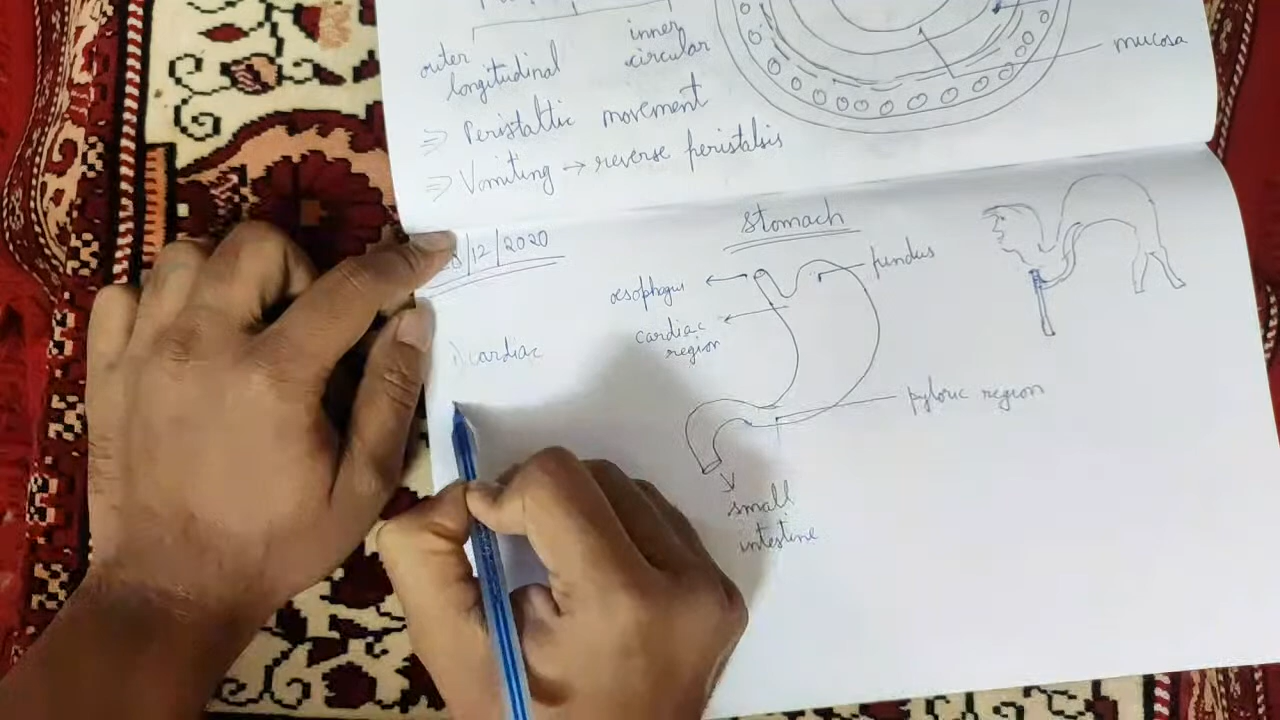 outer
longitudinal
inner
circular
mucosa
⇒ Peristaltic movement
⇒ Vomiting → reverse peristalsis
/12/2020
Stomach
oesophagus
fundus
cardiac
region
1) cardiac
pyloric region
small
intestine